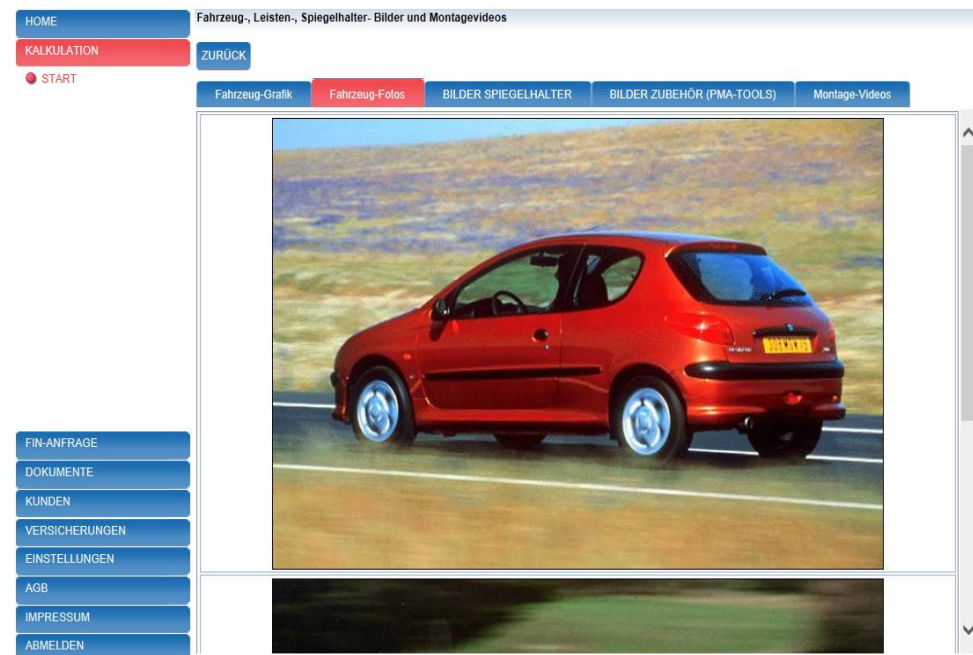 HOME
KALKULATION
START
FIN-ANFRAGE
DOKUMENTE
KUNDEN
VERSICHERUNGEN
EINSTELLUNGEN
AGB
IMPRESSUM
ABMELDEN
Fahrzeug-, Leisten-, Spiegelhalter- Bilder und Montagevideos
ZURÜCK
Fahrzeug-Grafik Fahrzeug-Fotos BILDER SPIEGELHALTER BILDER ZUBEHÖR (PMA-TOOLS) Montage-Videos